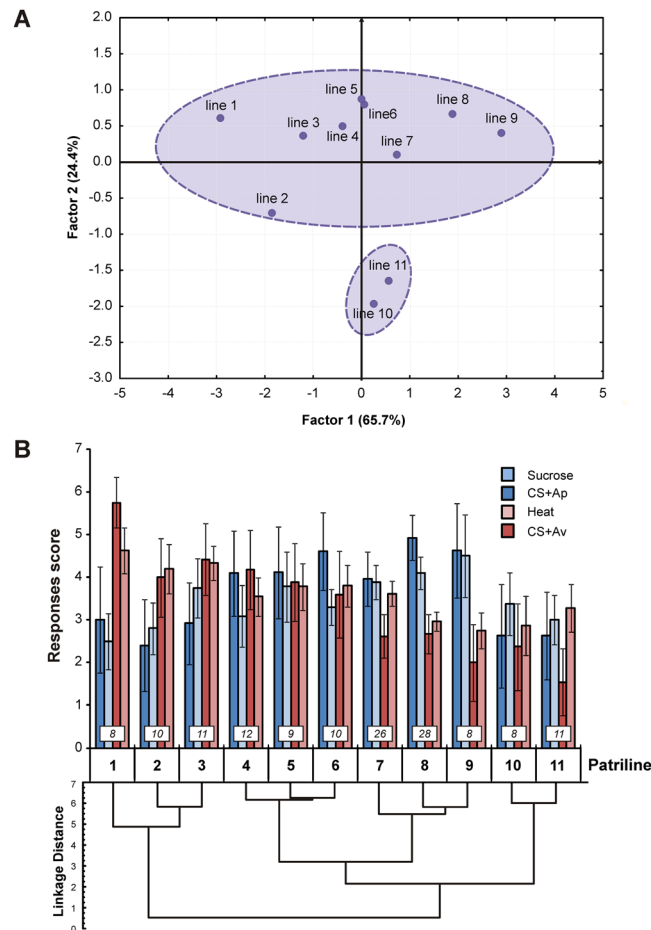 A
2.0
1.5
1.0
0.5
0.0
-0.5
-1.0
-1.5
-2.0
-2.5
-3.0
Factor 2 (24.4%)
line 1
line 2
line 3
line 4
line 5
line6
line 7
line 8
line 9
line 11
line 10
-5 -4 -3 -2 -1 0 1 2 3 4 5
Factor 1 (65.7%)
B
7
6
5
4
3
2
1
0
Responses score
Sucrose
CS+Ap
Heat
CS+Av
8 10 11 12 9 10 26 28 8 8 11
1 2 3 4 5 6 7 8 9 10 11 Patriline
7
6
5
4
3
2
1
0
Linkage Distance